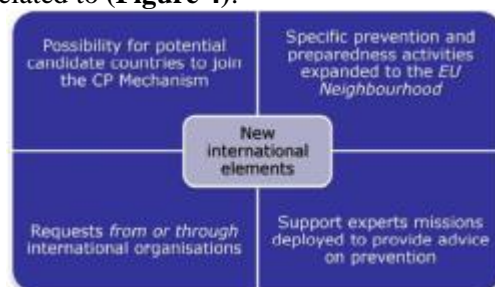 related to (Figure 4):
Possibility for potential
candidate countries to join
the CP Mechanism
Specific prevention and
preparedness activities
expanded to the EU
Neighbourhood
New
international
elements
Requests from or through
international organisations
Support experts missions
deployed to provide advice
on prevention